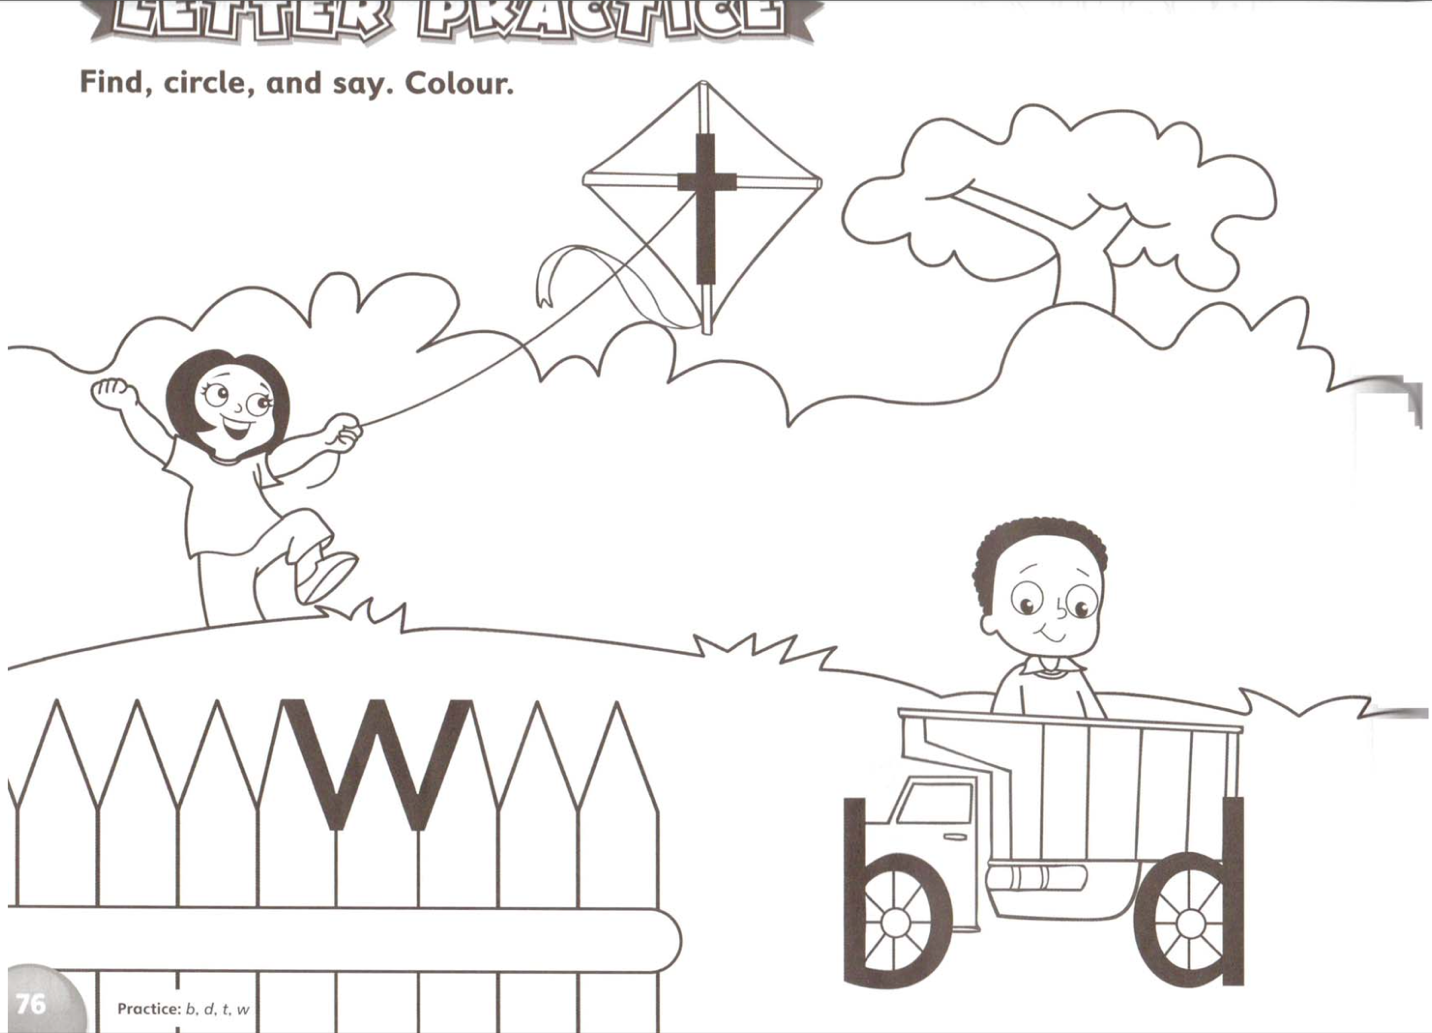 LETTER PRACTICE
Find, circle, and say. Colour.
t
w
b d
76
Practice: b, d, t, w